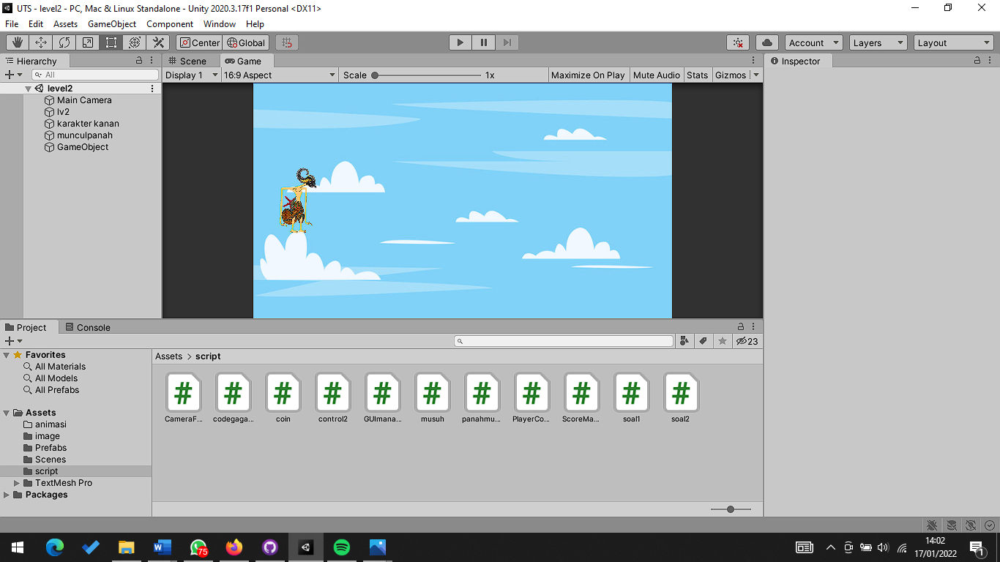 UTS - level2 - PC, Mac & Linux Standalone - Unity 2020.3.17f1 Personal <DX11>
File Edit Assets GameObject Component Window Help
Center Global Account Layers Layout
Hierarchy
All
level2
Main Camera
lv2
karakter kanan
munculpanah
GameObject
Scene Game
Display 1 16:9 Aspect Scale 1x Maximize On Play Mute Audio Stats Gizmos
Inspector
Project Console
23
Favorites
All Materials
All Models
All Prefabs
Assets
animasi
image
Prefabs
Scenes
script
TextMesh Pro
Packages
Assets > script
CameraF... codegaga... coin control2 GUImana... musuh panahmu... PlayerCo... ScoreMa... soal1 soal2
75
14:02
17/01/2022
1